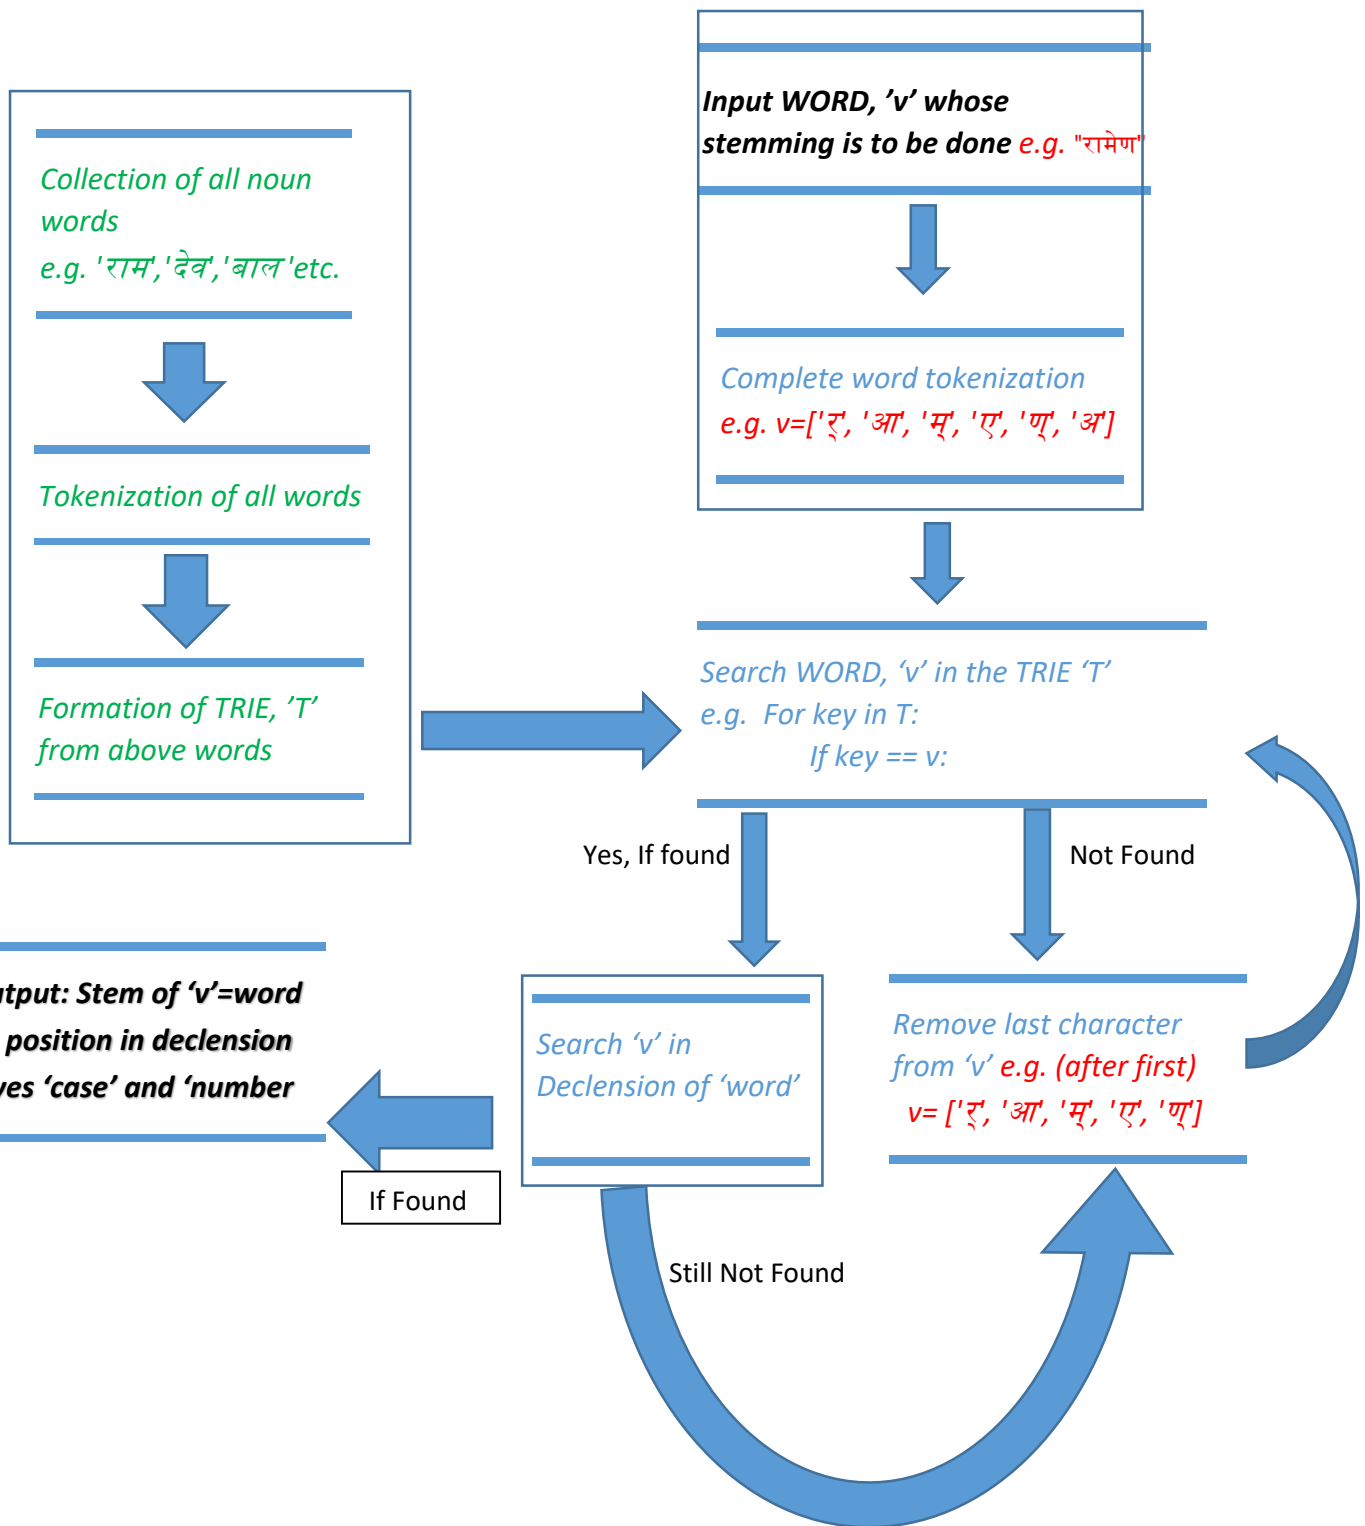 Input WORD, ’v’ whose
stemming is to be done e.g. "रामेण"
Collection of all noun
words
e.g. 'राम','देव','बाल'etc.
Complete word tokenization
e.g. v=['र्', 'आ', 'म्', 'ए', 'ण्', 'अ']
Tokenization of all words
Formation of TRIE, ’T’
from above words
Search WORD, ‘v’ in the TRIE ‘T’
e.g. For key in T:
If key == v:
Yes, If found
Not Found
tput: Stem of ‘v’=word
position in declension
ves ‘case’ and ‘number
Search ‘v’ in
Declension of ‘word’
Remove last character
from ‘v’ e.g. (after first)
v= ['र्', 'आ', 'म्', 'ए', 'ण्']
If Found
Still Not Found